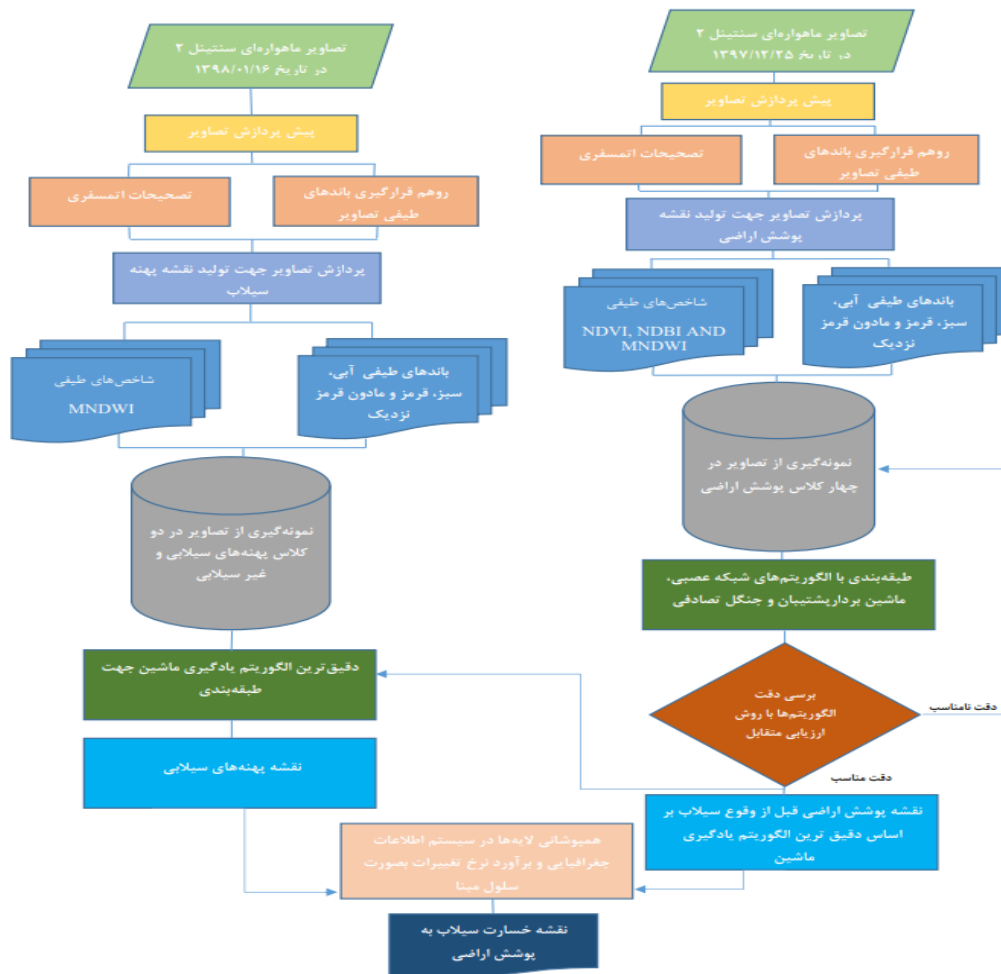 تصاویر ماهواره‌ای سنتینل ۲
در تاریخ ۱۳۹۷/۱۲/۲۵
پیش پردازش تصاویر
روهم قرارگیری باندهای
طیفی تصاویر
تصحیحات اتمسفری
پردازش تصاویر جهت تولید نقشه
پوشش اراضی
باندهای طیفی آبی،
سبز، قرمز و مادون قرمز
نزدیک
شاخص‌های طیفی
NDVI, NDBI AND
MNDWI
نمونه‌گیری از تصاویر در
چهار کلاس پوشش اراضی
طبقه‌بندی با الگوریتم‌های شبکه عصبی،
ماشین بردارپشتیبان و جنگل تصادفی
برسی دقت
الگوریتم‌ها با روش
ارزیابی متقابل
دقت نامناسب
دقت مناسب
نقشه پوشش اراضی قبل از وقوع سیلاب بر
اساس دقیق ترین الگوریتم یادگیری
ماشین
تصاویر ماهواره‌ای سنتینل ۲
در تاریخ ۱۳۹۸/۰۱/۱۶
پیش پردازش تصاویر
روهم قرارگیری باندهای
طیفی تصاویر
تصحیحات اتمسفری
پردازش تصاویر جهت تولید نقشه پهنه
سیلاب
باندهای طیفی آبی،
سبز، قرمز و مادون قرمز
نزدیک
شاخص‌های طیفی
MNDWI
نمونه‌گیری از تصاویر در دو
کلاس پهنه‌های سیلابی و
غیر سیلابی
دقیق‌ترین الگوریتم یادگیری ماشین جهت
طبقه‌بندی
نقشه پهنه‌های سیلابی
همپوشانی لایه‌ها در سیستم اطلاعات
جغرافیایی و برآورد نرخ تغییرات بصورت
سلول مبنا
نقشه خسارت سیلاب به
پوشش اراضی